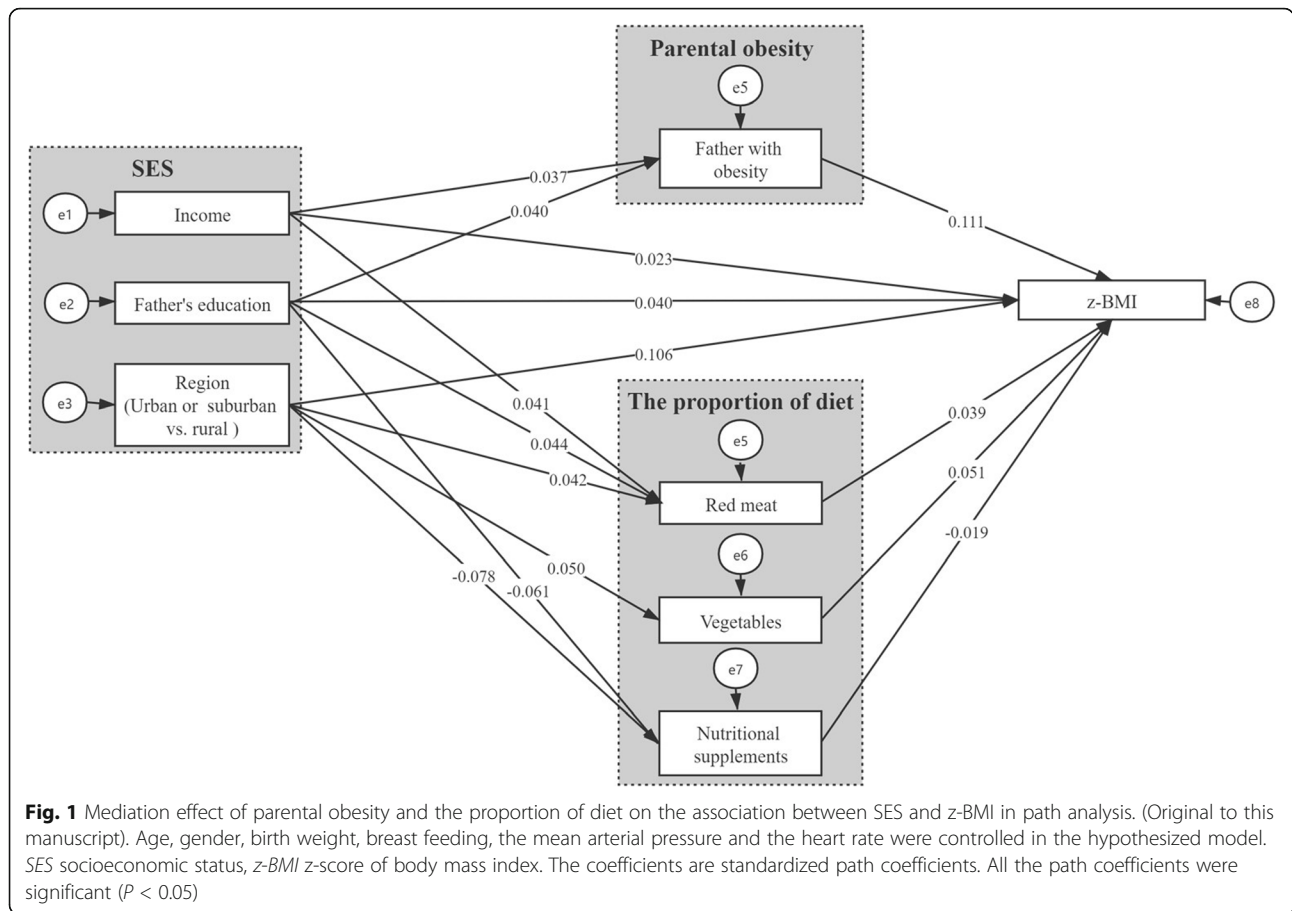 Parental obesity
e5
Father with
obesity
SES
e1
Income
e2
Father's education
e3
Region
(Urban or suburban
vs. rural )
0.037
0.040
0.111
0.023
0.040
0.106
z-BMI
e8
The proportion of diet
e5
Red meat
e6
Vegetables
e7
Nutritional
supplements
0.041
0.044
0.042
0.050
-0.078
-0.061
0.039
0.051
-0.019
Fig. 1 Mediation effect of parental obesity and the proportion of diet on the association between SES and z-BMI in path analysis. (Original to this
manuscript). Age, gender, birth weight, breast feeding, the mean arterial pressure and the heart rate were controlled in the hypothesized model.
SES socioeconomic status, z-BMI z-score of body mass index. The coefficients are standardized path coefficients. All the path coefficients were
significant (P < 0.05)